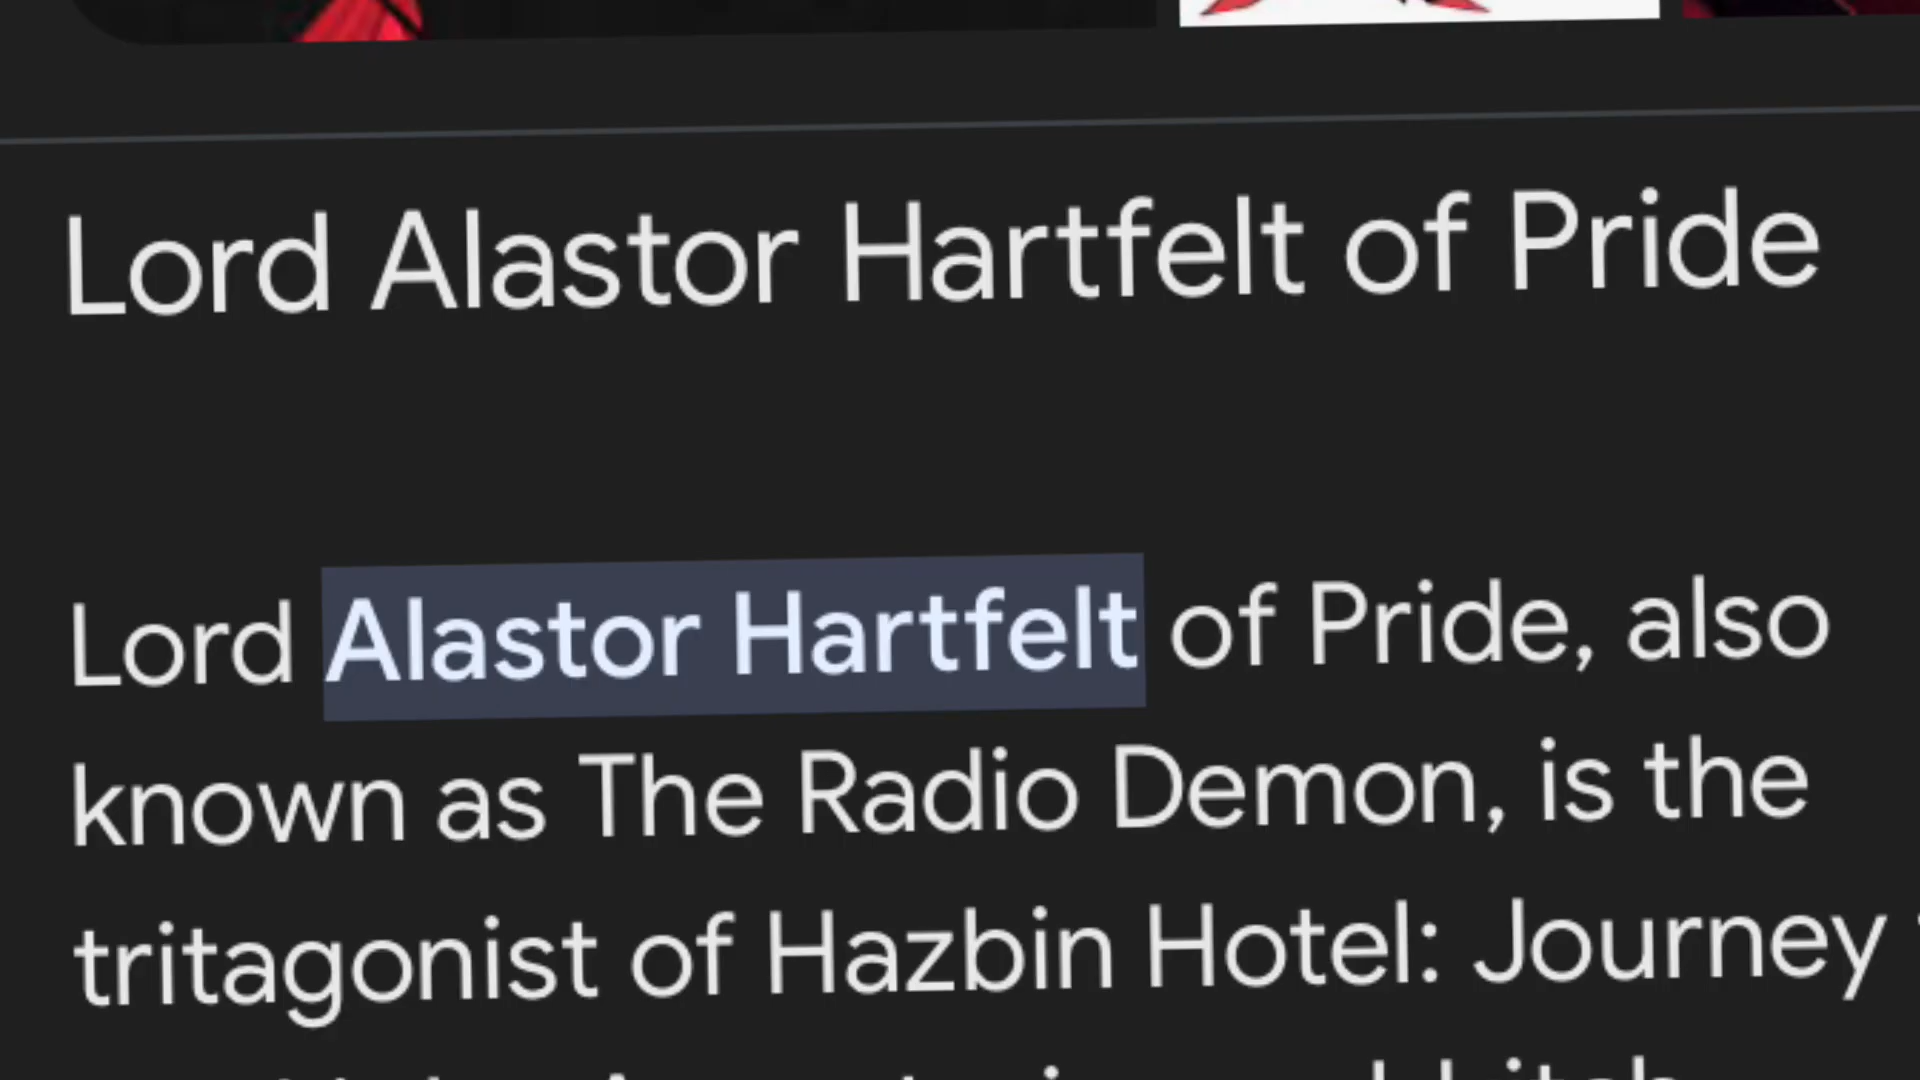 Lord Alastor Hartfelt of Pride
Lord Alastor Hartfelt of Pride, also
known as The Radio Demon, is the
tritagonist of Hazbin Hotel: Journey